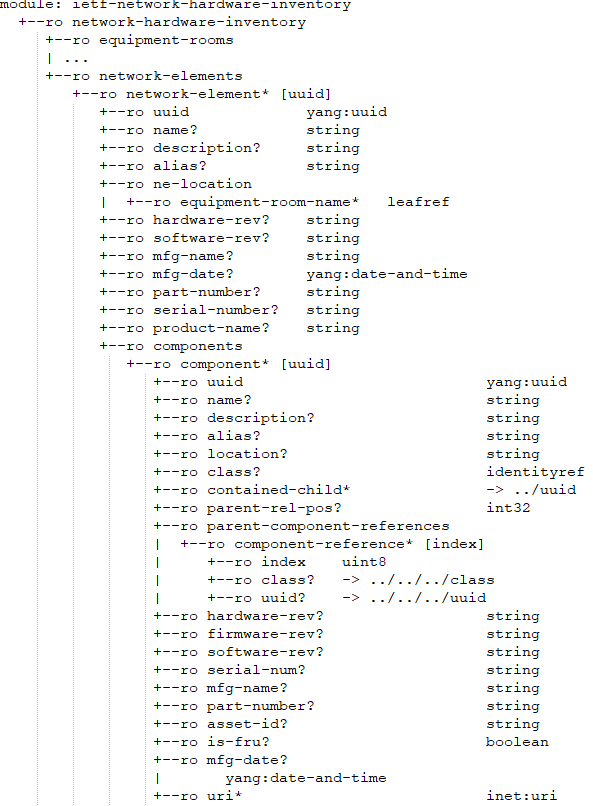 module: ietf-network-hardware-inventory
  +--ro network-hardware-inventory
     +--ro equipment-rooms
     | ...
     +--ro network-elements
        +--ro network-element* [uuid]
           +--ro uuid             yang:uuid
           +--ro name?            string
           +--ro description?     string
           +--ro alias?           string
           +--ro ne-location
           |  +--ro equipment-room-name*   leafref
           +--ro hardware-rev?    string
           +--ro software-rev?    string
           +--ro mfg-name?        string
           +--ro mfg-date?        yang:date-and-time
           +--ro part-number?     string
           +--ro serial-number?   string
           +--ro product-name?    string
           +--ro components
              +--ro component* [uuid]
                 +--ro uuid                           yang:uuid
                 +--ro name?                          string
                 +--ro description?                   string
                 +--ro alias?                         string
                 +--ro location?                      string
                 +--ro class?                         identityref
                 +--ro contained-child*               -> ../uuid
                 +--ro parent-rel-pos?                int32
                 +--ro parent-component-references
                 |  +--ro component-reference* [index]
                 |     +--ro index    uint8
                 |     +--ro class?   -> ../../../class
                 |     +--ro uuid?    -> ../../../uuid
                 +--ro hardware-rev?                  string
                 +--ro firmware-rev?                  string
                 +--ro software-rev?                  string
                 +--ro serial-num?                    string
                 +--ro mfg-name?                      string
                 +--ro part-number?                   string
                 +--ro asset-id?                      string
                 +--ro is-fru?                        boolean
                 +--ro mfg-date?
                 |       yang:date-and-time
                 +--ro uri*                           inet:uri